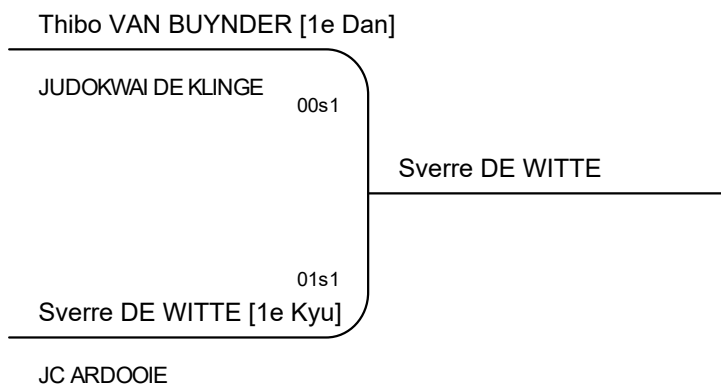 Thibo VAN BUYNDER [1e Dan]
JUDOKWAI DE KLINGE
00s1
Sverre DE WITTE
01s1
Sverre DE WITTE [1e Kyu]
JC ARDOOIE